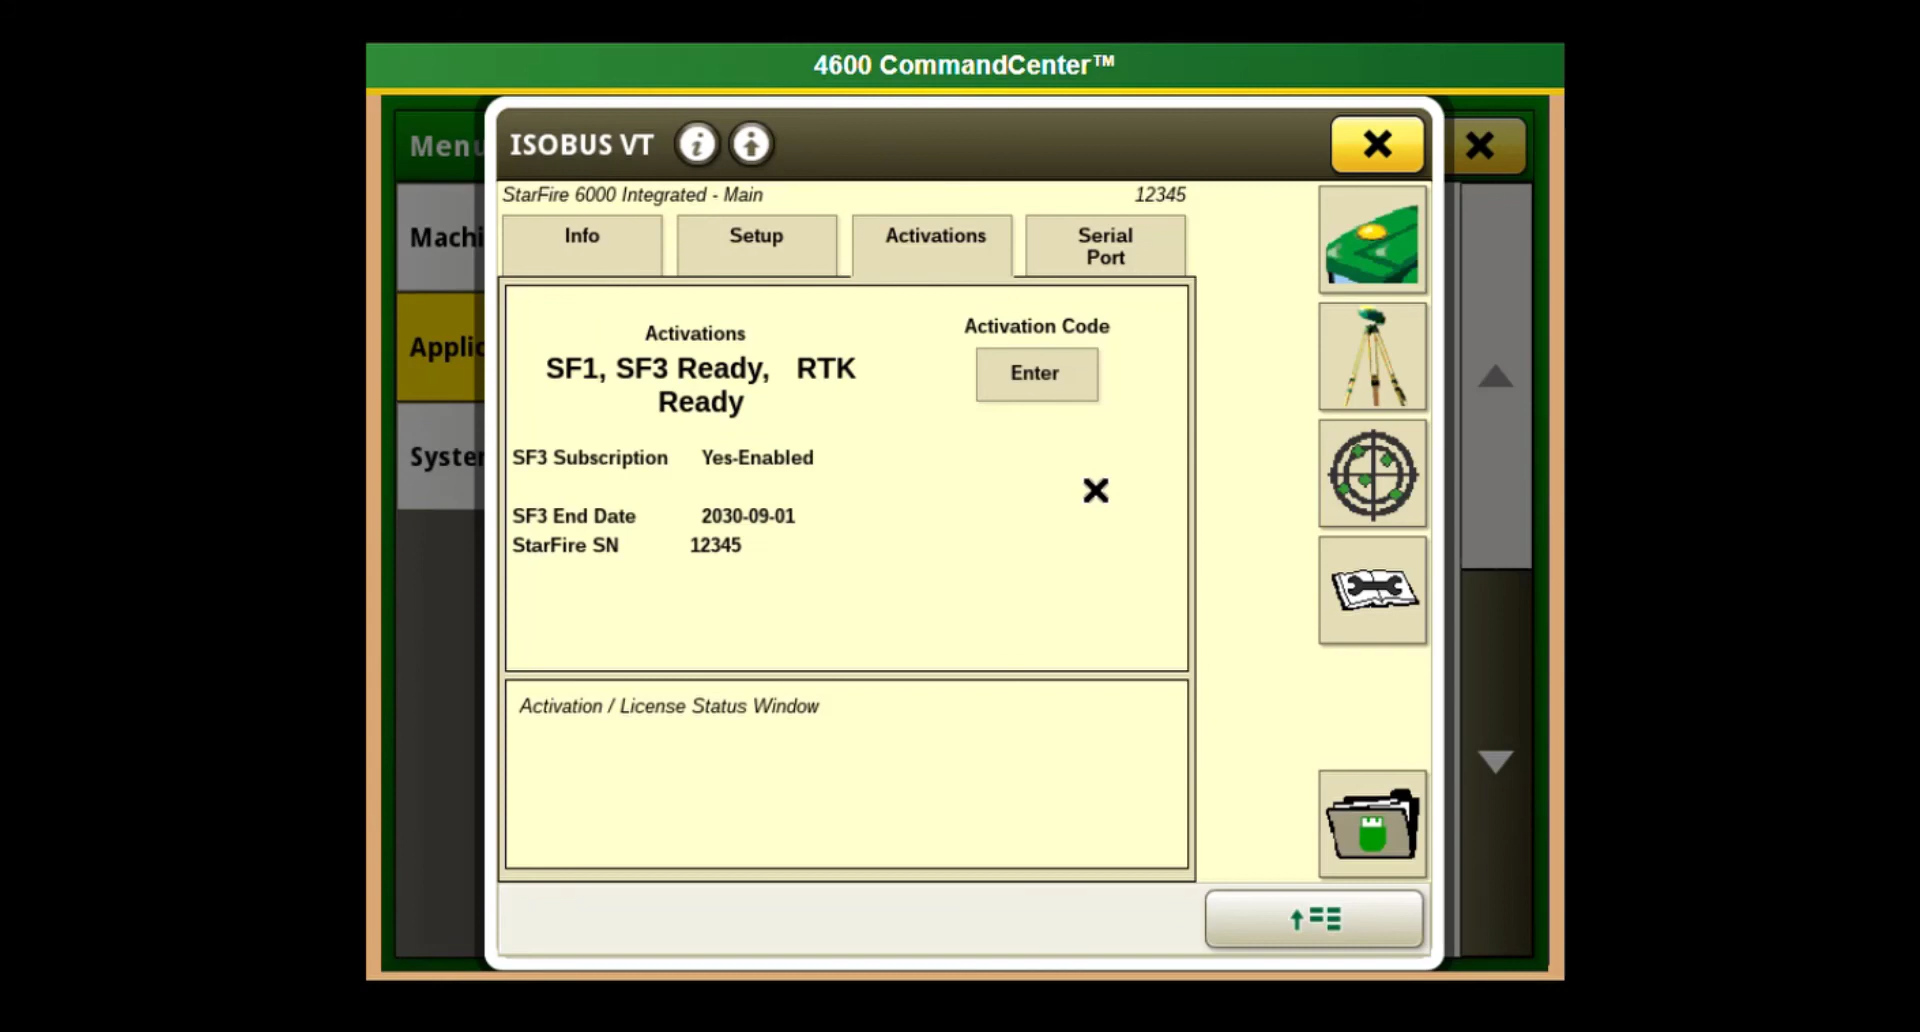 4600 CommandCenter™
Menu
ISOBUS VT
StarFire 6000 Integrated - Main 12345
Info Setup Activations Serial Port
Machi
Applic
System
Activations
SF1, SF3 Ready, RTK
Ready
Activation Code
Enter
SF3 Subscription Yes-Enabled
SF3 End Date 2030-09-01
StarFire SN 12345
Activation / License Status Window